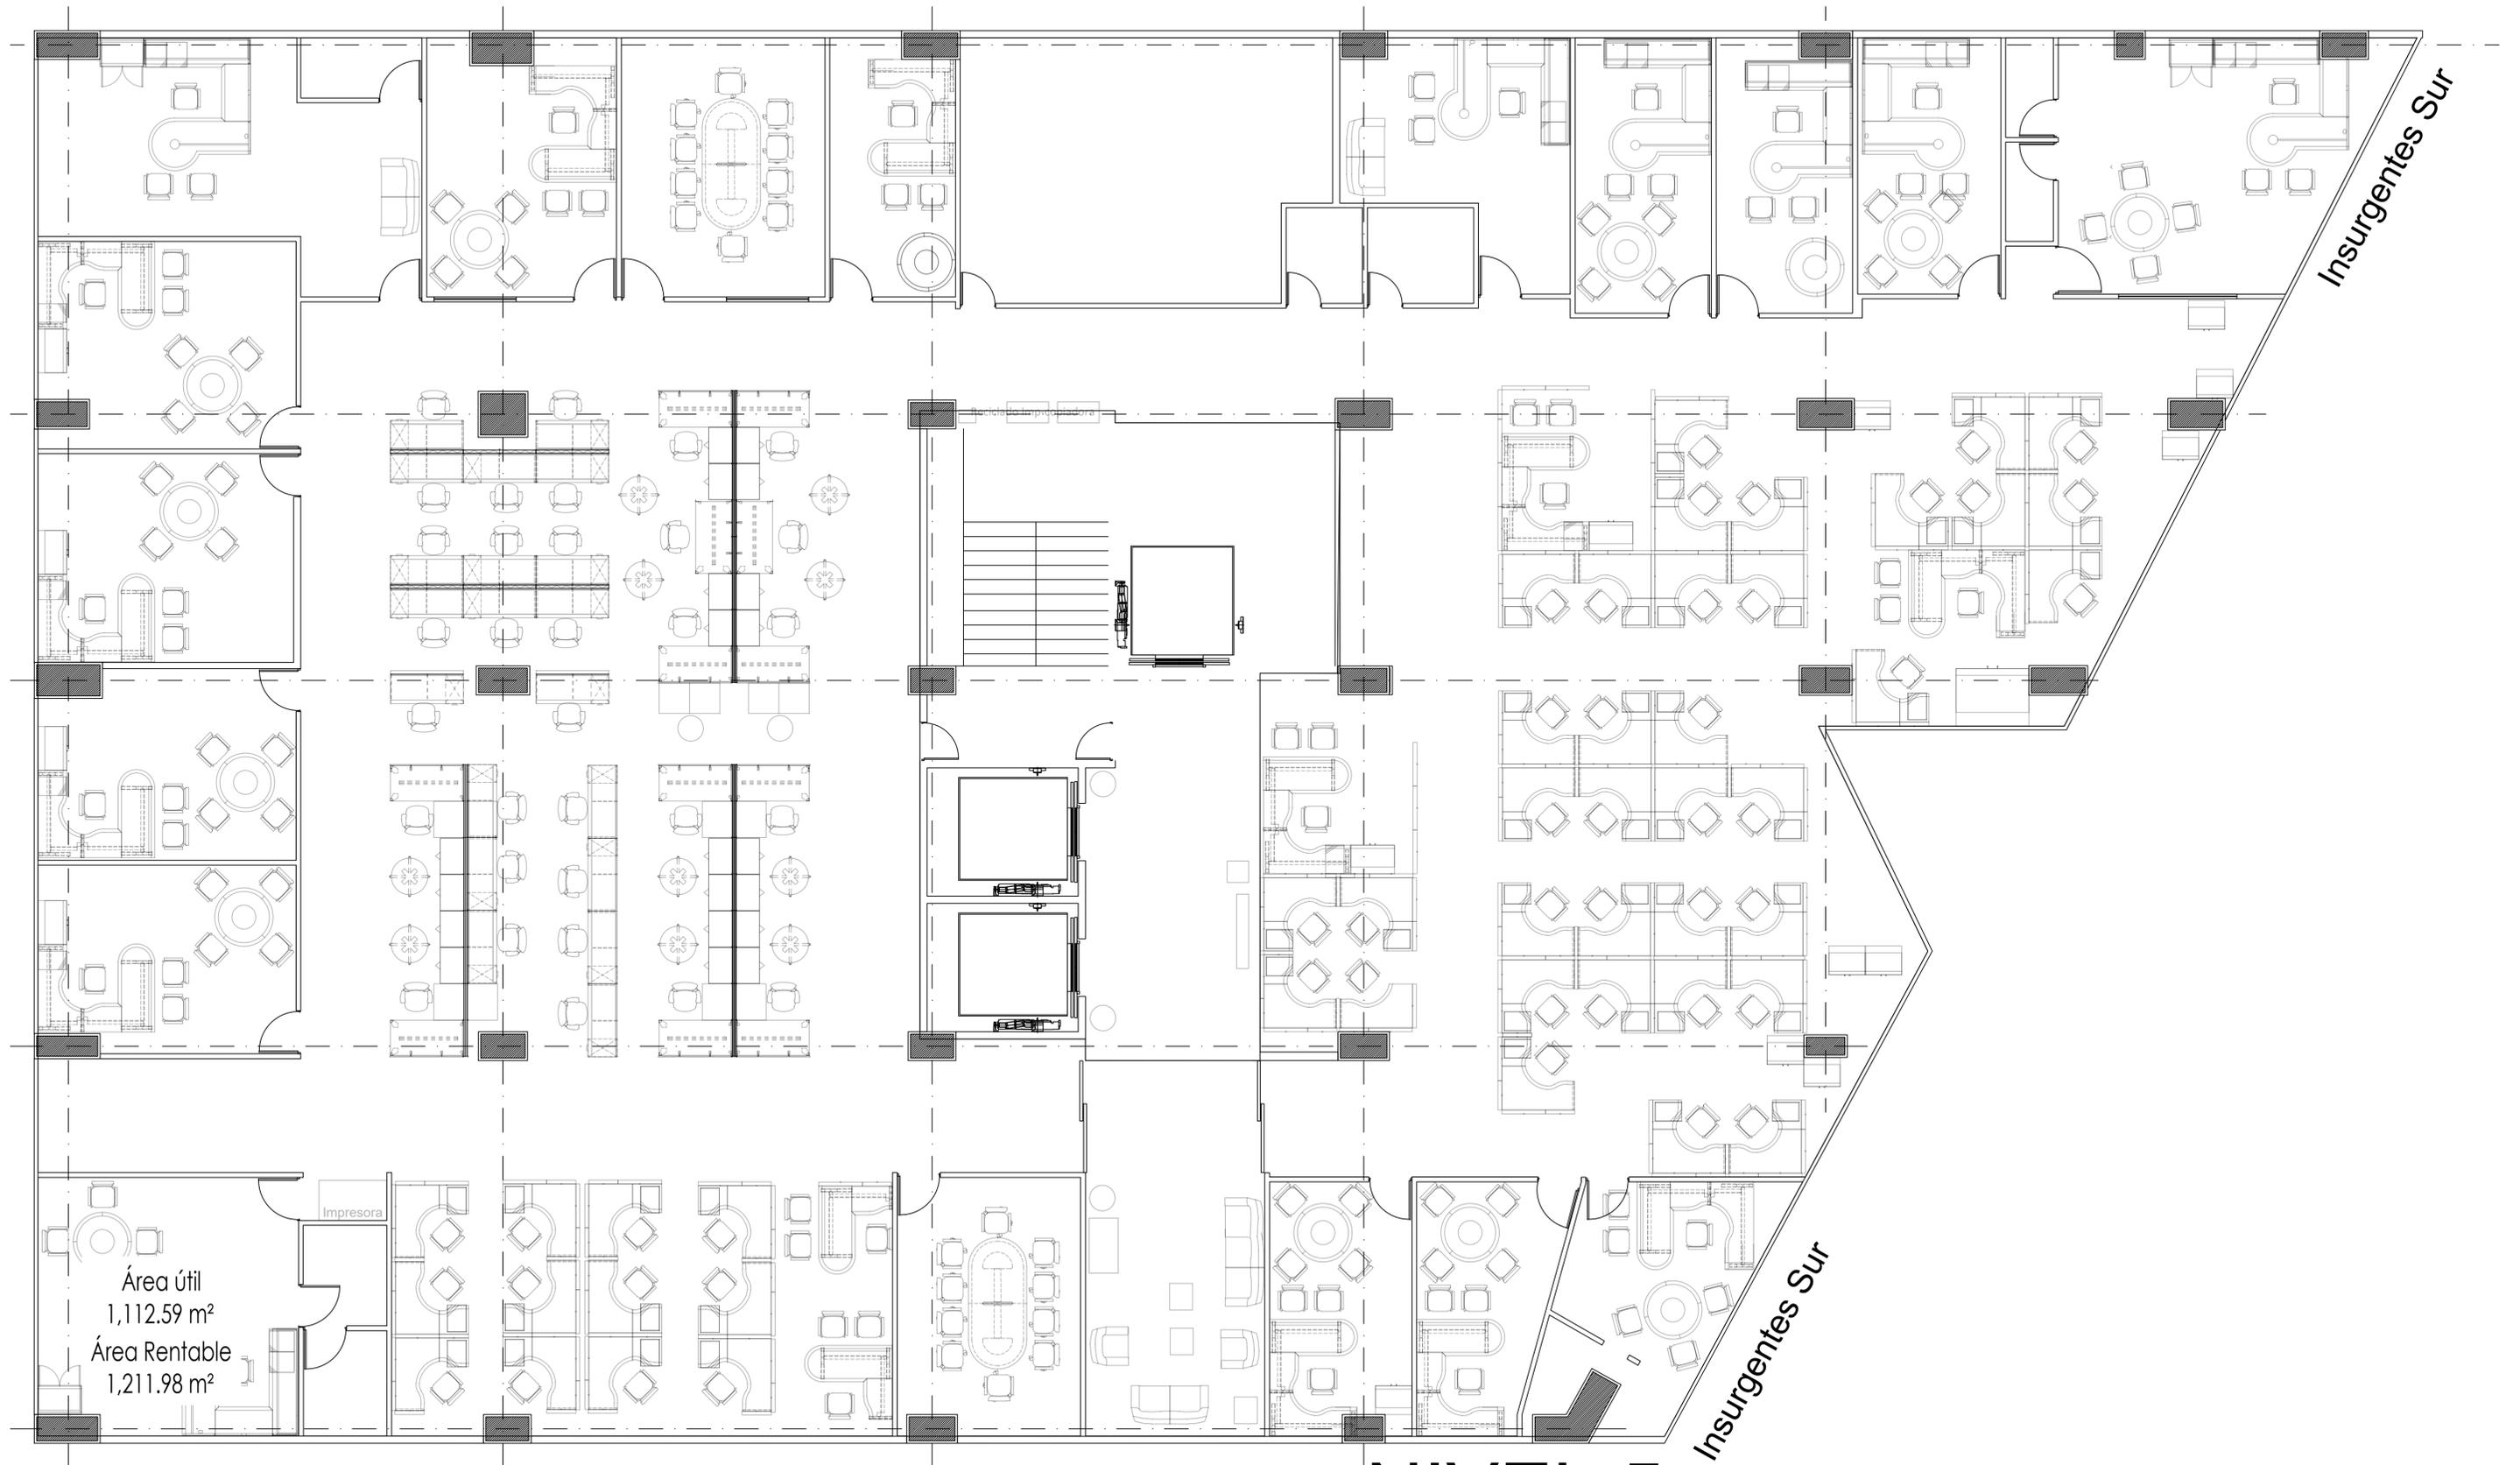 Insurgentes Sur
Impresora
Área útil
1,112.59 m²
Área Rentable
1,211.98 m²
Insurgentes Sur